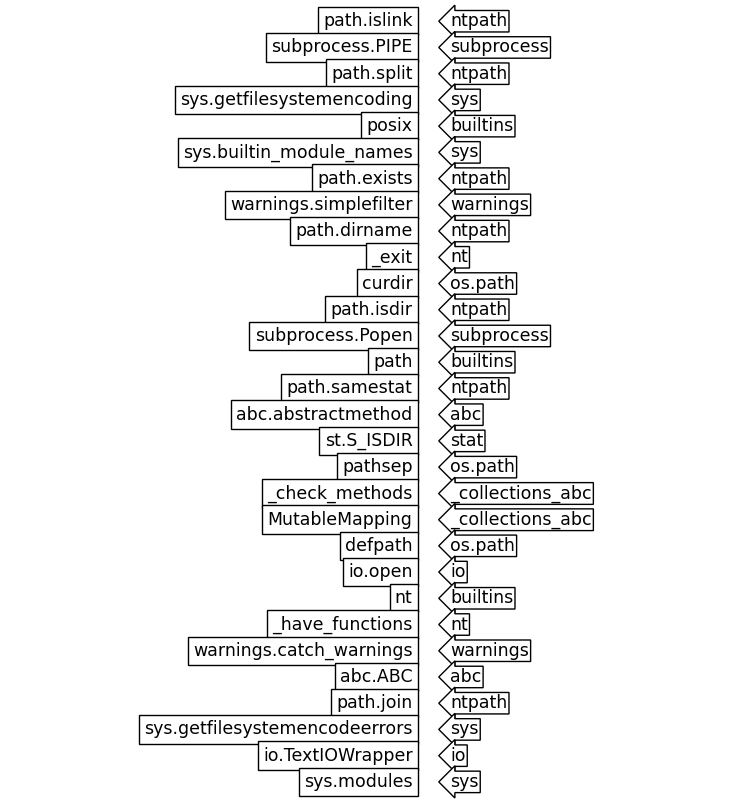 path.islink ntpath
subprocess.PIPE subprocess
path.split ntpath
sys.getfilesystemencoding sys
posix builtins
sys.builtin_module_names sys
path.exists ntpath
warnings.simplefilter warnings
path.dirname ntpath
_exit nt
curdir os.path
path.isdir ntpath
subprocess.Popen subprocess
path builtins
path.samestat ntpath
abc.abstractmethod abc
st.S_ISDIR stat
pathsep os.path
_check_methods _collections_abc
MutableMapping _collections_abc
defpath os.path
io.open io
nt builtins
_have_functions nt
warnings.catch_warnings warnings
abc.ABC abc
path.join ntpath
sys.getfilesystemencodeerrors sys
io.TextIOWrapper io
sys.modules sys